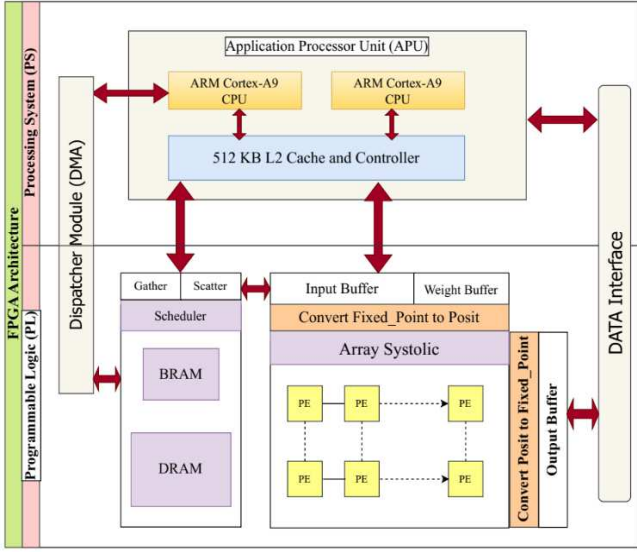 FPGA Architecture
Processing System (PS)
Programmable Logic (PL)
Dispatcher Module (DMA)
Application Processor Unit (APU)
ARM Cortex-A9
CPU
ARM Cortex-A9
CPU
512 KB L2 Cache and Controller
DATA Interface
Gather
Scatter
Scheduler
BRAM
DRAM
Input Buffer
Weight Buffer
Convert Fixed_Point to Posit
Array Systolic
PE
PE
PE
PE
PE
PE
Convert Posit to Fixed_Point
Output Buffer